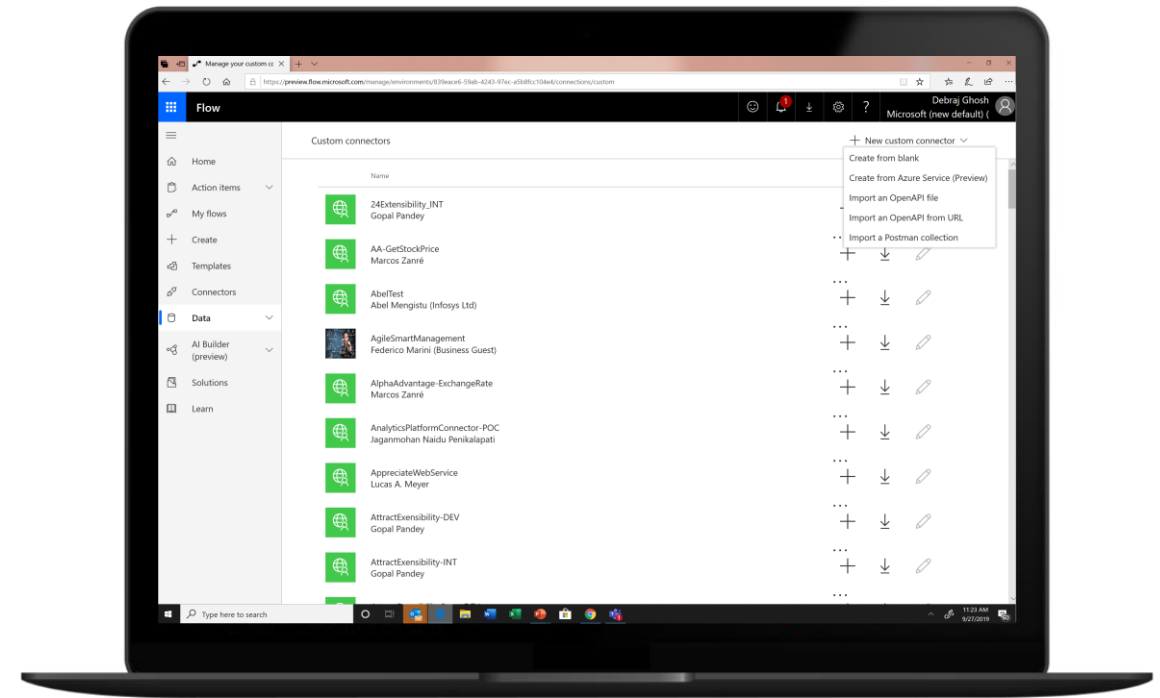 Manage your custom cc
https://preview.flow.microsoft.com/manage/environments/839eace6-59ab-4243-97ec-a5b8fcc104e4/connections/custom
Flow
1
?
Debraj Ghosh
Microsoft (new default) (
Custom connectors
New custom connector
Create from blank
Create from Azure Service (Preview)
Import an OpenAPI file
Import an OpenAPI from URL
Import a Postman collection
Home
Action items
My flows
Create
Templates
Connectors
Data
AI Builder
(preview)
Solutions
Learn
Name
24Extensibility_INT
Gopal Pandey
AA-GetStockPrice
Marcos Zanré
AbelTest
Abel Mengistu (Infosys Ltd)
AgileSmartManagement
Federico Marini (Business Guest)
AlphaAdvantage-ExchangeRate
Marcos Zanré
AnalyticsPlatformConnector-POC
Jaganmohan Naidu Penikalapati
AppreciateWebService
Lucas A. Meyer
AttractExensibility-DEV
Gopal Pandey
AttractExensibility-INT
Gopal Pandey
Type here to search
11:23 AM
9/27/2019